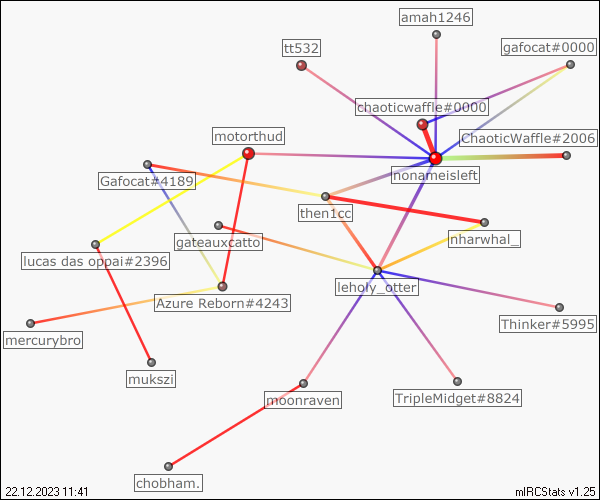 amah1246
tt532
gafocat#0000
chaoticwaffle#0000
motorthud
ChaoticWaffle#2006
nonameisleft
Gafocat#4189
then1cc
gateauxcatto
nharwhal_
lucas das oppai#2396
leholy_otter
Azure Reborn#4243
Thinker#5995
mercurybro
mukszi
moonraven
TripleMidget#8824
chobham.
22.12.2023 11:41
mIRCStats v1.25